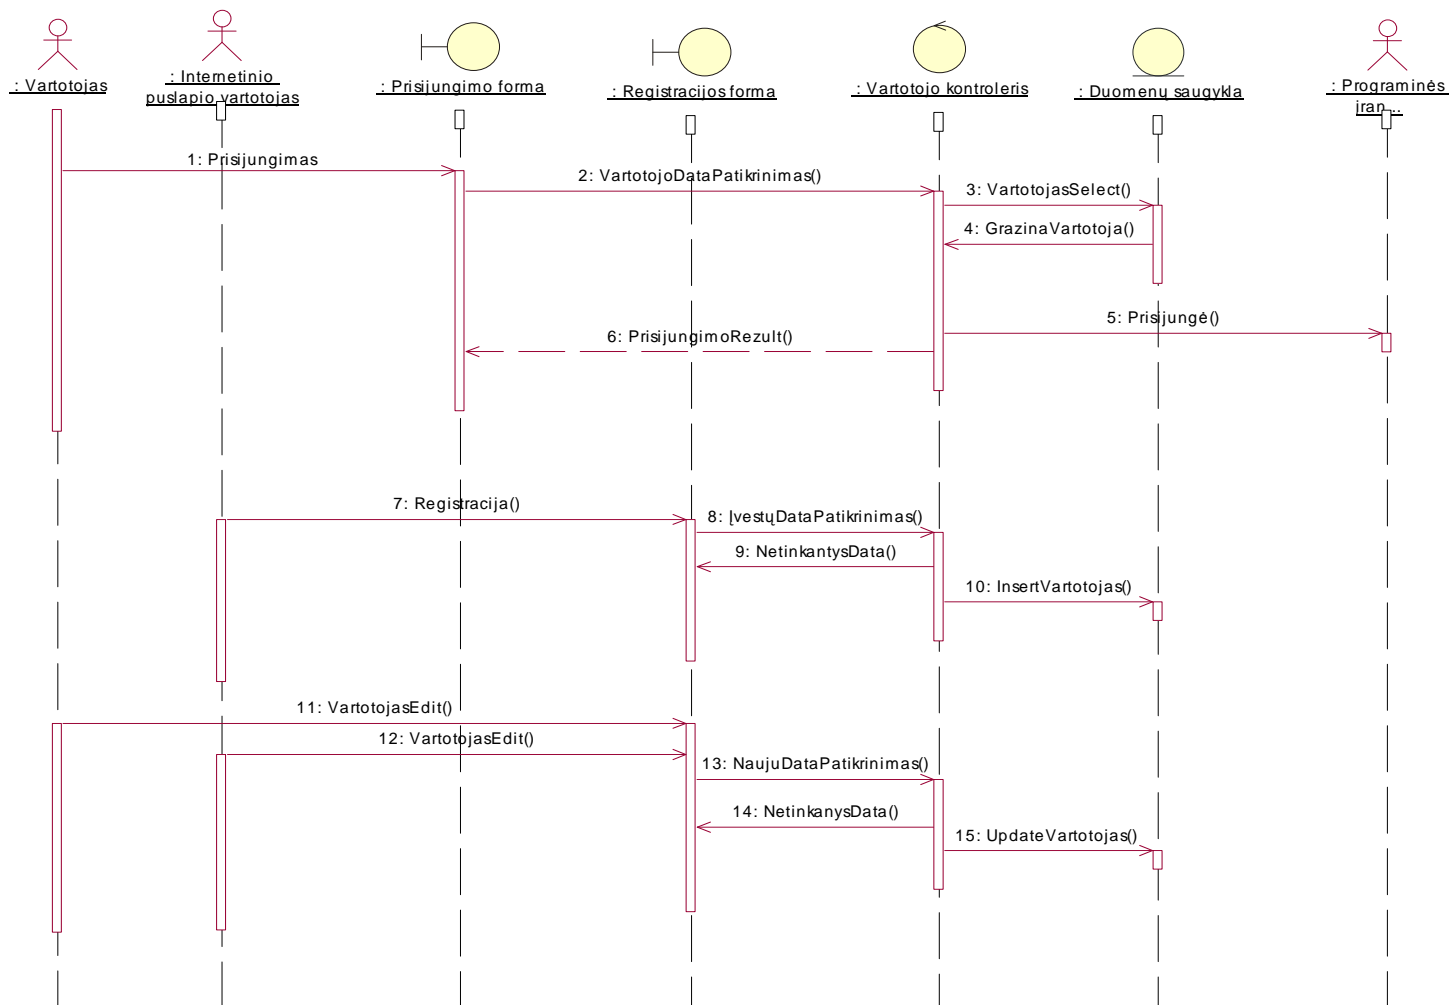 : Vartotojas
: Internetinio
puslapio vartotojas
: Prisijungimo forma
: Registracijos forma
: Vartotojo kontroleris
: Duomenų saugykla
: Programinės
įran...
1: Prisijungimas
2: VartotojoDataPatikrinimas()
3: VartotojasSelect()
4: GrazinaVartotoja()
5: Prisijungė()
6: PrisijungimoRezult()
7: Registracija()
8: ĮvestųDataPatikrinimas()
9: NetinkantysData()
10: InsertVartotojas()
11: VartotojasEdit()
12: VartotojasEdit()
13: NaujuDataPatikrinimas()
14: NetinkanysData()
15: UpdateVartotojas()